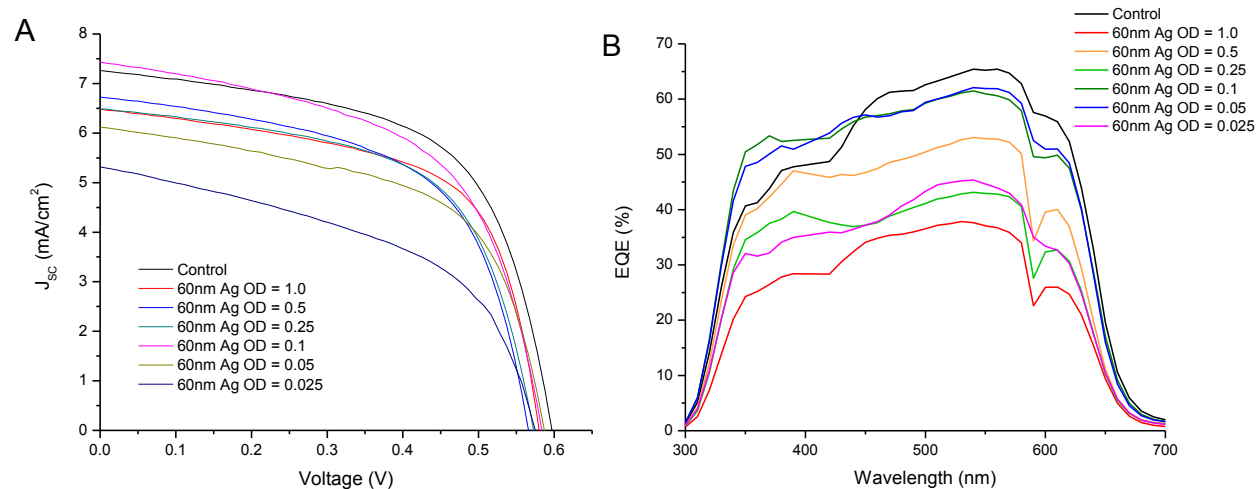 A
J_SC (mA/cm²)
8
7
6
5
4
3
2
1
0
Control
60nm Ag OD = 1.0
60nm Ag OD = 0.5
60nm Ag OD = 0.25
60nm Ag OD = 0.1
60nm Ag OD = 0.05
60nm Ag OD = 0.025
0.0 0.1 0.2 0.3 0.4 0.5 0.6
Voltage (V)
B
Control
60nm Ag OD = 1.0
60nm Ag OD = 0.5
60nm Ag OD = 0.25
60nm Ag OD = 0.1
60nm Ag OD = 0.05
60nm Ag OD = 0.025
EQE (%)
70
60
50
40
30
20
10
0
300 400 500 600 700
Wavelength (nm)